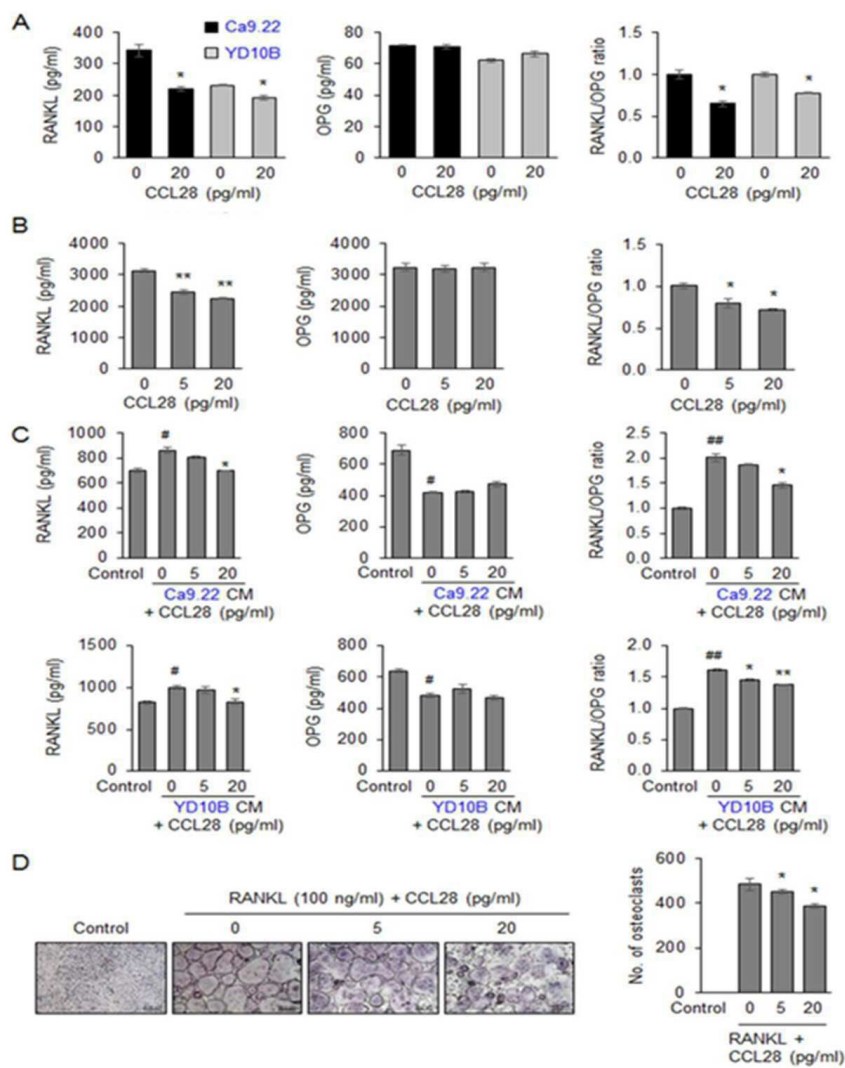 A
RANKL (pg/ml)
400
300
200
100
0
Ca9.22
YD10B
*
*
0 20 0 20
CCL28 (pg/ml)
OPG (pg/ml)
80
60
40
20
0
0 20 0 20
CCL28 (pg/ml)
RANKL/OPG ratio
1.5
1.0
0.5
0.0
*
*
0 20 0 20
CCL28 (pg/ml)
B
RANKL (pg/ml)
4000
3000
2000
1000
0
**
**
0 5 20
CCL28 (pg/ml)
OPG (pg/ml)
4000
3000
2000
1000
0
0 5 20
CCL28 (pg/ml)
RANKL/OPG ratio
1.5
1.0
0.5
0.0
*
*
0 5 20
CCL28 (pg/ml)
C
RANKL (pg/ml)
1000
800
600
400
200
0
#
*
Control 0 5 20
Ca9.22 CM
+ CCL28 (pg/ml)
OPG (pg/ml)
800
600
400
200
0
#
Control 0 5 20
Ca9.22 CM
+ CCL28 (pg/ml)
RANKL/OPG ratio
2.5
2.0
1.5
1.0
0.5
0.0
##
*
Control 0 5 20
Ca9.22 CM
+ CCL28 (pg/ml)
RANKL (pg/ml)
1500
1000
500
0
#
*
Control 0 5 20
YD10B CM
+ CCL28 (pg/ml)
OPG (pg/ml)
800
600
400
200
0
#
Control 0 5 20
YD10B CM
+ CCL28 (pg/ml)
RANKL/OPG ratio
2.0
1.5
1.0
0.5
0.0
##
*
**
Control 0 5 20
YD10B CM
+ CCL28 (pg/ml)
D
RANKL (100 ng/ml) + CCL28 (pg/ml)
Control 0 5 20
No. of osteoclasts
600
400
200
0
*
*
Control 0 5 20
RANKL +
CCL28 (pg/ml)